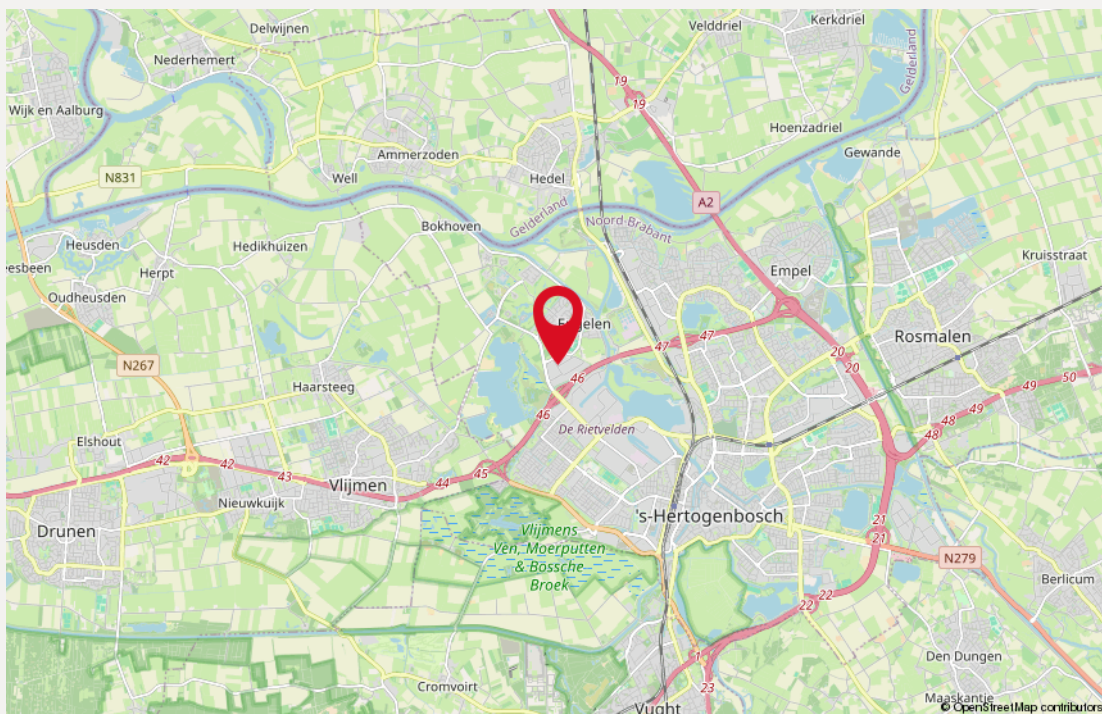 Delwijnen
Velddriel
Kerkdriel
Nederhemert
Gelderland
19
19
Wijk en Aalburg
Hoenzadriel
Ammerzoden
Gewande
N831
Well
Hedel
A2
Gelderland
Noord-Brabant
Bokhoven
Heusden
Hedikhuizen
Kruisstraat
eesbeen
Herpt
Empel
Oudheusden
Engelen
47
47
Rosmalen
N267
20
20
46
49
50
Haarsteeg
46
49
De Rietvelden
48
48
Elshout
42
42
43
45
44
Vlijmen
Nieuwkuijk
's-Hertogenbosch
Drunen
21
21
Vlijmens
Ven, Moerputten
& Bossche
Broek
N279
Berlicum
22
22
1
Den Dungen
Cromvoirt
23
Maaskantje
Vught
© OpenStreetMap contributors